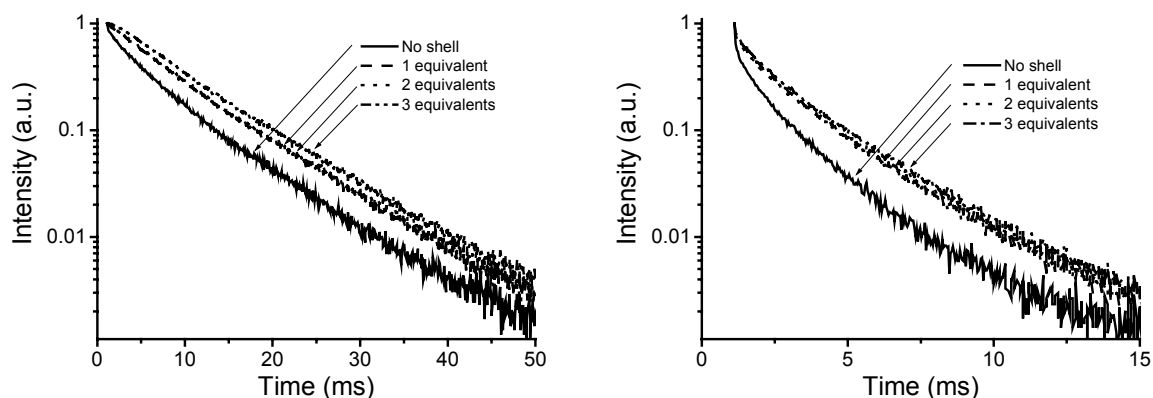 1
0.1
0.01
Intensity (a.u.)
No shell
1 equivalent
2 equivalents
3 equivalents
0 10 20 30 40 50
Time (ms)
1
0.1
0.01
Intensity (a.u.)
No shell
1 equivalent
2 equivalents
3 equivalents
0 5 10 15
Time (ms)